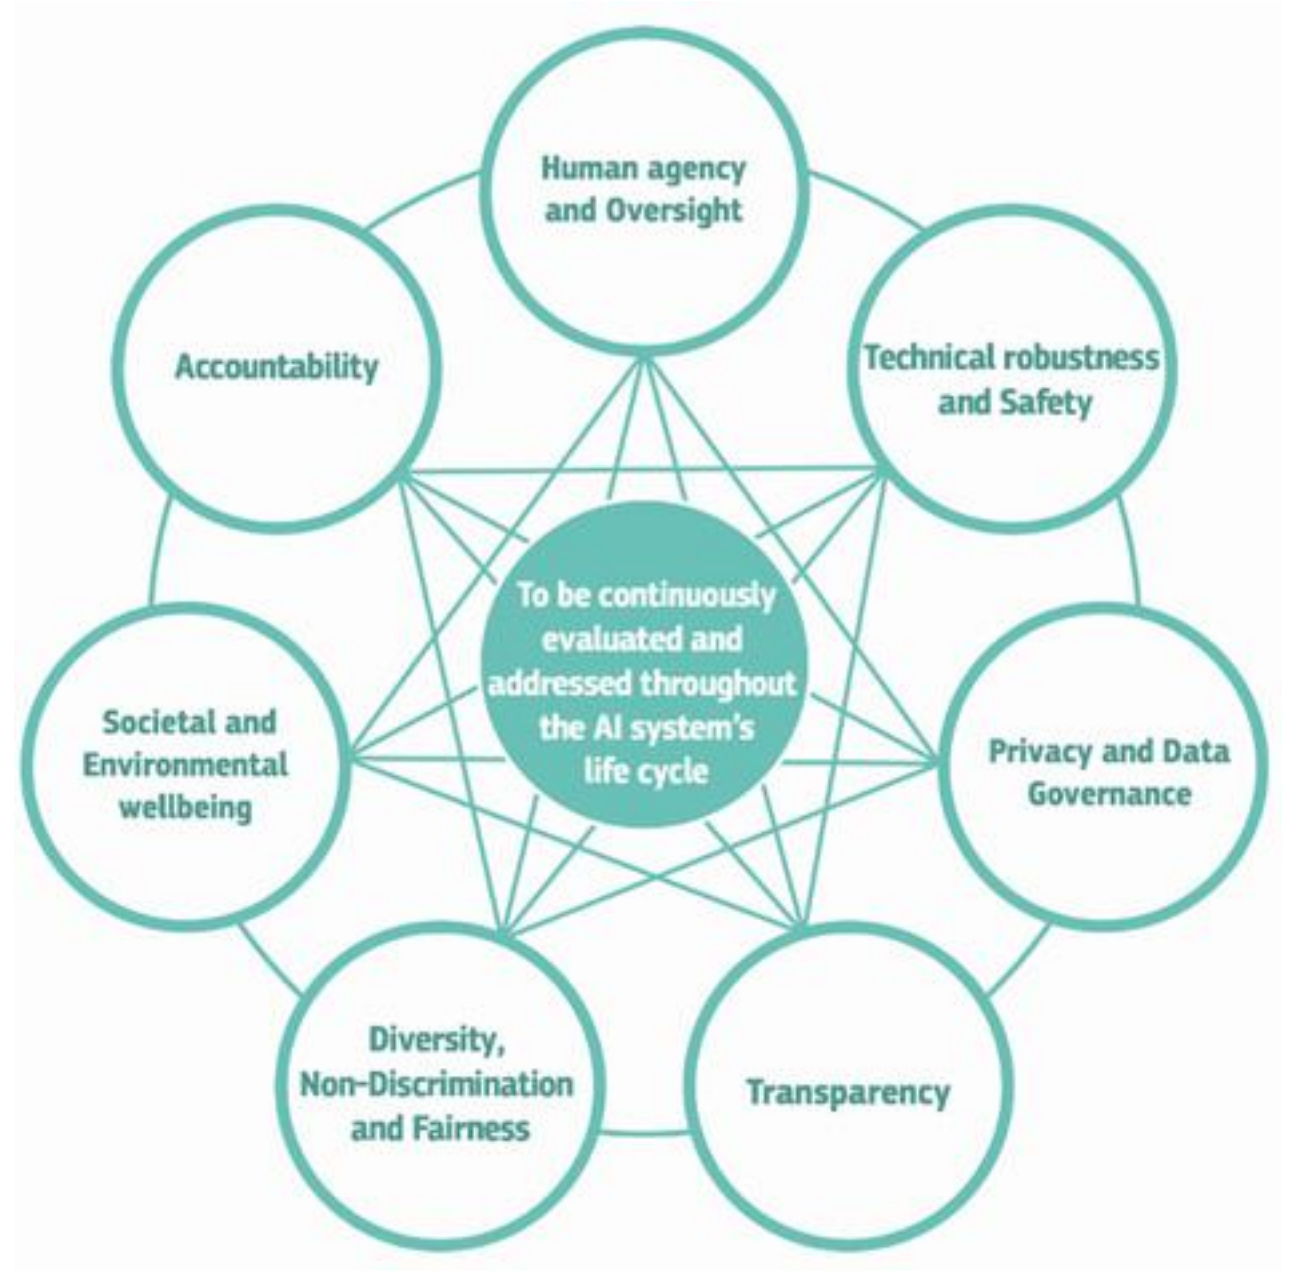 Human agency
and Oversight
Technical robustness
and Safety
Privacy and Data
Governance
Transparency
Diversity,
Non-Discrimination
and Fairness
Societal and
Environmental
wellbeing
Accountability
To be continuously
evaluated and
addressed throughout
the AI system's
life cycle